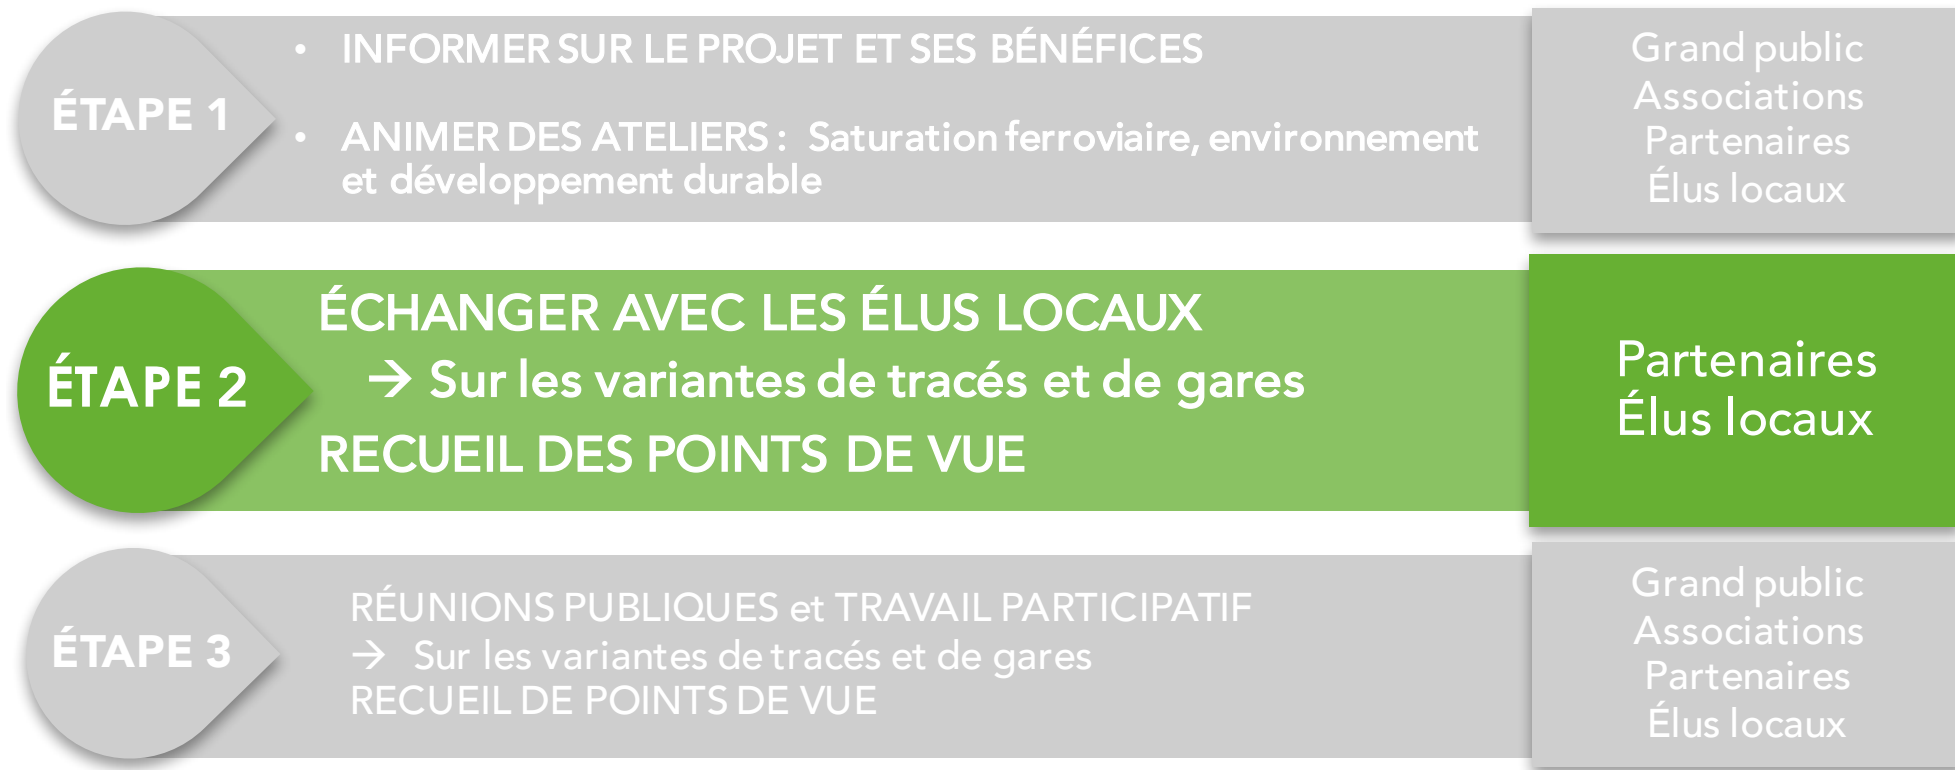 ÉTAPE 1
• INFORMER SUR LE PROJET ET SES BÉNÉFICES
• ANIMER DES ATELIERS : Saturation ferroviaire, environnement
et développement durable
Grand public
Associations
Partenaires
Élus locaux
ÉTAPE 2
ÉCHANGER AVEC LES ÉLUS LOCAUX
→ Sur les variantes de tracés et de gares
RECUEIL DES POINTS DE VUE
Partenaires
Élus locaux
ÉTAPE 3
RÉUNIONS PUBLIQUES et TRAVAIL PARTICIPATIF
→ Sur les variantes de tracés et de gares
RECUEIL DE POINTS DE VUE
Grand public
Associations
Partenaires
Élus locaux